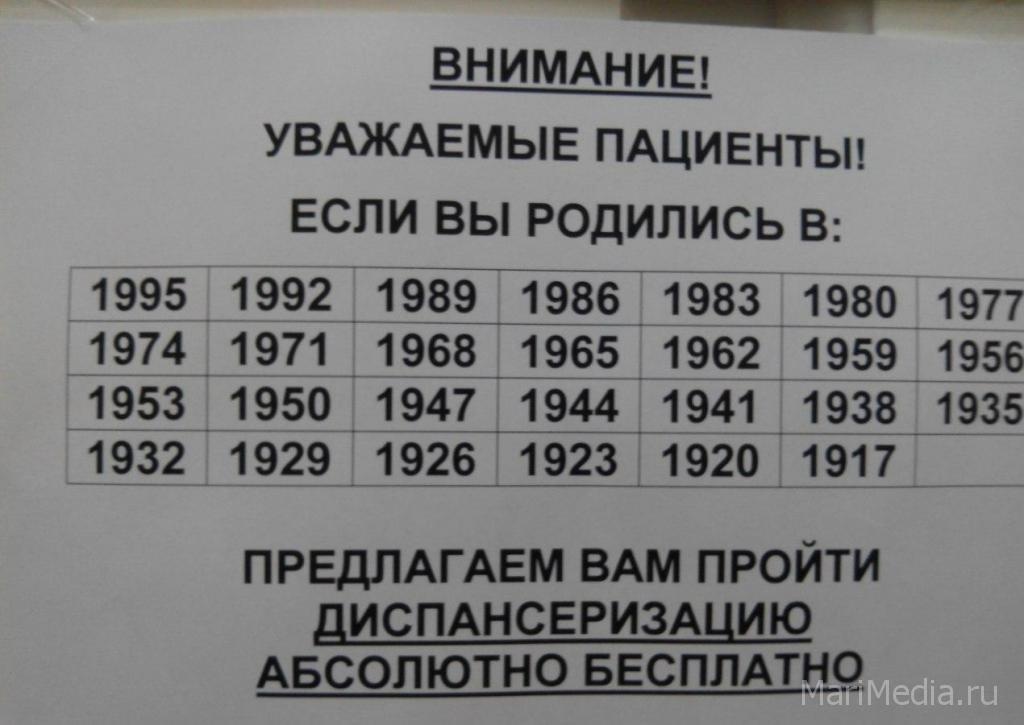 ВНИМАНИЕ!
УВАЖАЕМЫЕ ПАЦИЕНТЫ!
ЕСЛИ ВЫ РОДИЛИСЬ В:
1995 1992 1989 1986 1983 1980 1977
1974 1971 1968 1965 1962 1959 1956
1953 1950 1947 1944 1941 1938 1935
1932 1929 1926 1923 1920 1917
ПРЕДЛАГАЕМ ВАМ ПРОЙТИ
ДИСПАНСЕРИЗАЦИЮ
АБСОЛЮТНО БЕСПЛАТНО
MariMedia.ru